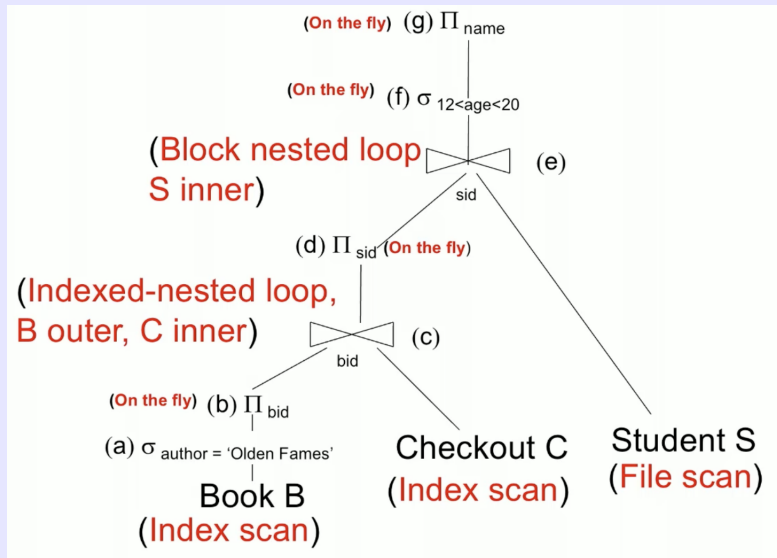 (On the fly) (g) Π name
(On the fly) (f) σ 12<age<20
(Block nested loop
S inner)
(e)
sid
(d) Π sid (On the fly)
(Indexed-nested loop,
B outer, C inner)
(c)
bid
(On the fly) (b) Π bid
(a) σ author = ‘Olden Fames’
Checkout C
(Index scan)
Student S
(File scan)
Book B
(Index scan)